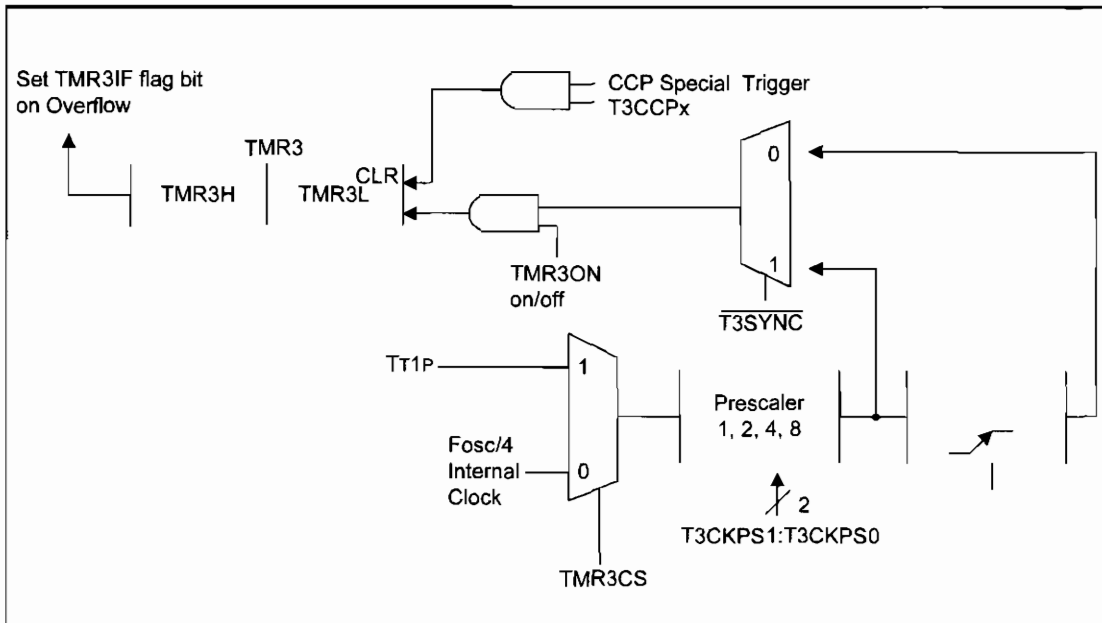 Set TMR3IF flag bit
on Overflow
CCP Special Trigger
T3CCPx
TMR3
TMR3H
TMR3L
CLR
0
1
TMR3ON
on/off
T3SYNC
TT1P
1
Prescaler
1, 2, 4, 8
Fosc/4
Internal
Clock
0
2
T3CKPS1:T3CKPS0
TMR3CS